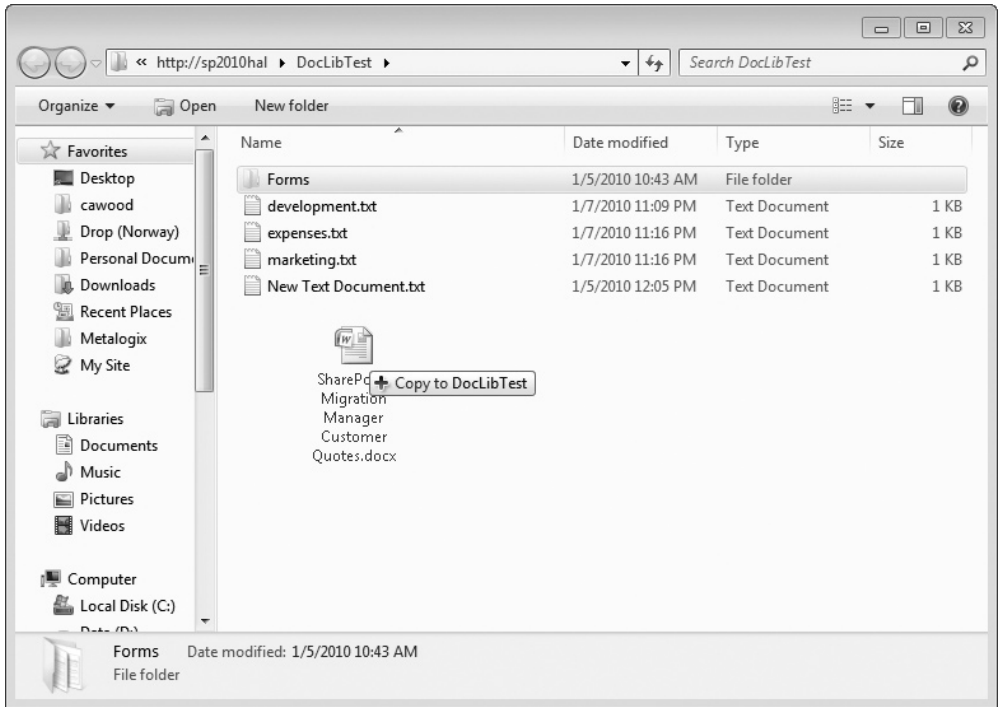 « http://sp2010hal ▸ DocLibTest ▸
Search DocLibTest
Organize ▾ Open New folder
Name Date modified Type Size
Favorites
Desktop
cawood
Drop (Norway)
Personal Docum
Downloads
Recent Places
Metalogix
My Site
Libraries
Documents
Music
Pictures
Videos
Computer
Local Disk (C:)
Forms 1/5/2010 10:43 AM File folder
development.txt 1/7/2010 11:09 PM Text Document 1 KB
expenses.txt 1/7/2010 11:16 PM Text Document 1 KB
marketing.txt 1/7/2010 11:16 PM Text Document 1 KB
New Text Document.txt 1/5/2010 12:05 PM Text Document 1 KB
SharePo
Copy to DocLibTest
Migration
Manager
Customer
Quotes.docx
Forms Date modified: 1/5/2010 10:43 AM
File folder